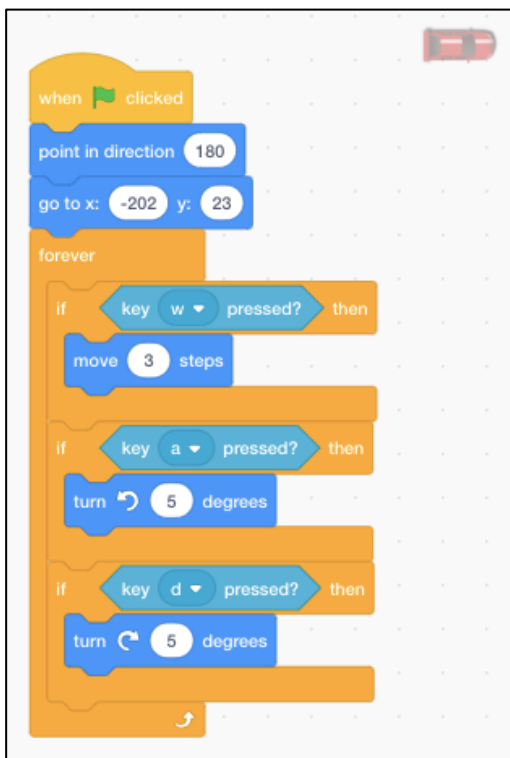 when clicked
point in direction 180
go to x: -202 y: 23
forever
if key w pressed? then
move 3 steps
if key a pressed? then
turn 5 degrees
if key d pressed? then
turn 5 degrees